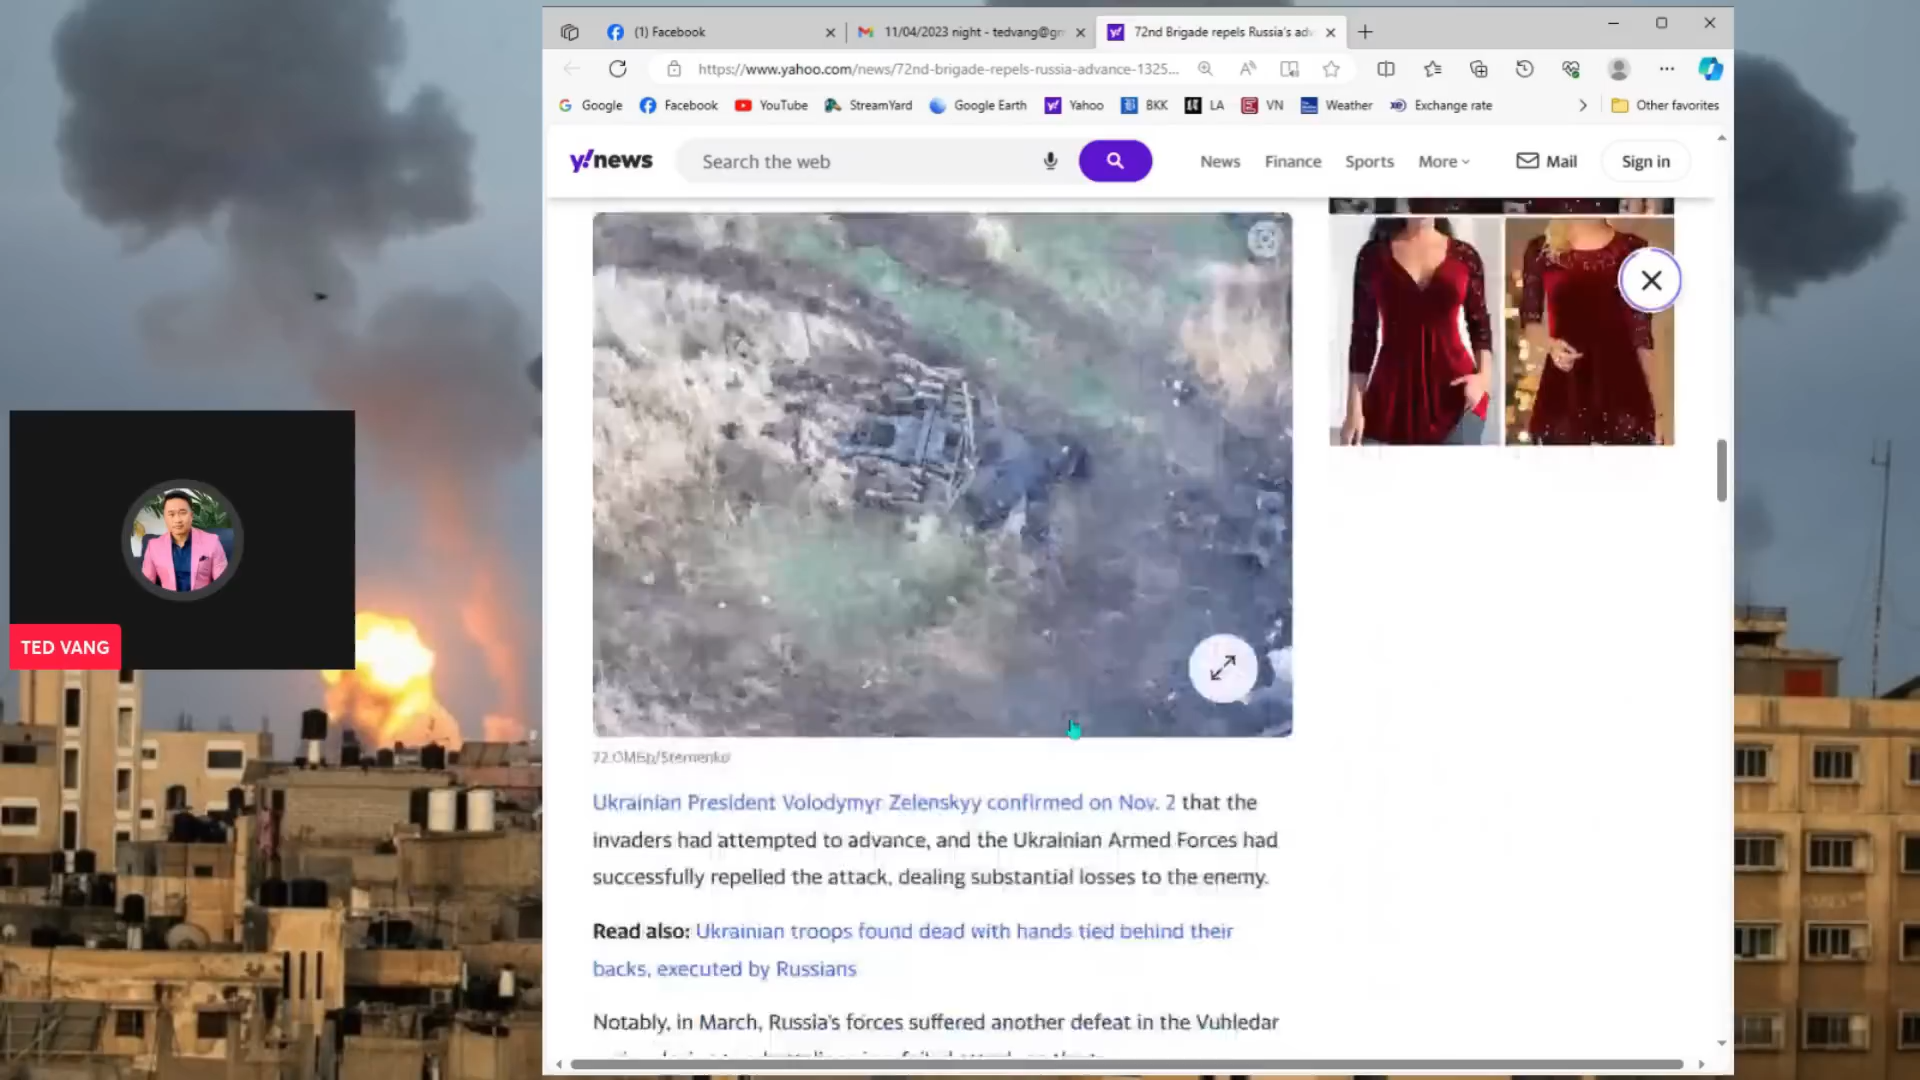 (1) Facebook
11/04/2023 night - tedvang@gm
72nd Brigade repels Russia's adv
https://www.yahoo.com/news/72nd-brigade-repels-russia-advance-1325...
Google
Facebook
YouTube
StreamYard
Google Earth
Yahoo
BKK
LA
VN
Weather
Exchange rate
Other favorites
y!news
Search the web
News
Finance
Sports
More
Mail
Sign in
TED VANG
Ukrainian President Volodymyr Zelenskyy confirmed on Nov. 2 that the
invaders had attempted to advance, and the Ukrainian Armed Forces had
successfully repelled the attack, dealing substantial losses to the enemy.
Read also: Ukrainian troops found dead with hands tied behind their
backs, executed by Russians
Notably, in March, Russia's forces suffered another defeat in the Vuhledar